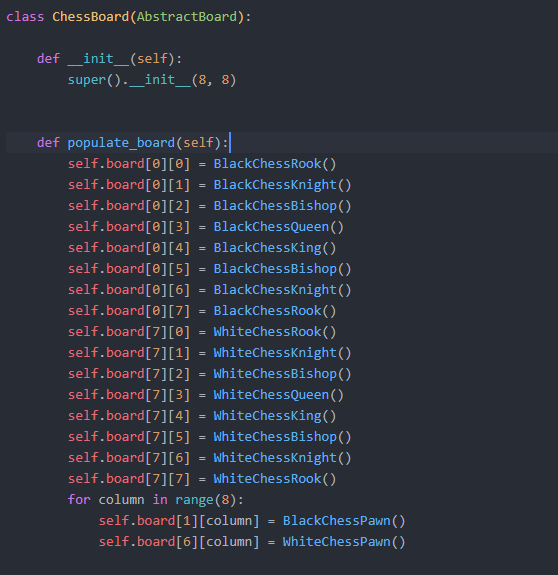 class ChessBoard(AbstractBoard):
    def __init__(self):
        super().__init__(8, 8)
    def populate_board(self):
        self.board[0][0] = BlackChessRook()
        self.board[0][1] = BlackChessKnight()
        self.board[0][2] = BlackChessBishop()
        self.board[0][3] = BlackChessQueen()
        self.board[0][4] = BlackChessKing()
        self.board[0][5] = BlackChessBishop()
        self.board[0][6] = BlackChessKnight()
        self.board[0][7] = BlackChessRook()
        self.board[7][0] = WhiteChessRook()
        self.board[7][1] = WhiteChessKnight()
        self.board[7][2] = WhiteChessBishop()
        self.board[7][3] = WhiteChessQueen()
        self.board[7][4] = WhiteChessKing()
        self.board[7][5] = WhiteChessBishop()
        self.board[7][6] = WhiteChessKnight()
        self.board[7][7] = WhiteChessRook()
        for column in range(8):
            self.board[1][column] = BlackChessPawn()
            self.board[6][column] = WhiteChessPawn()